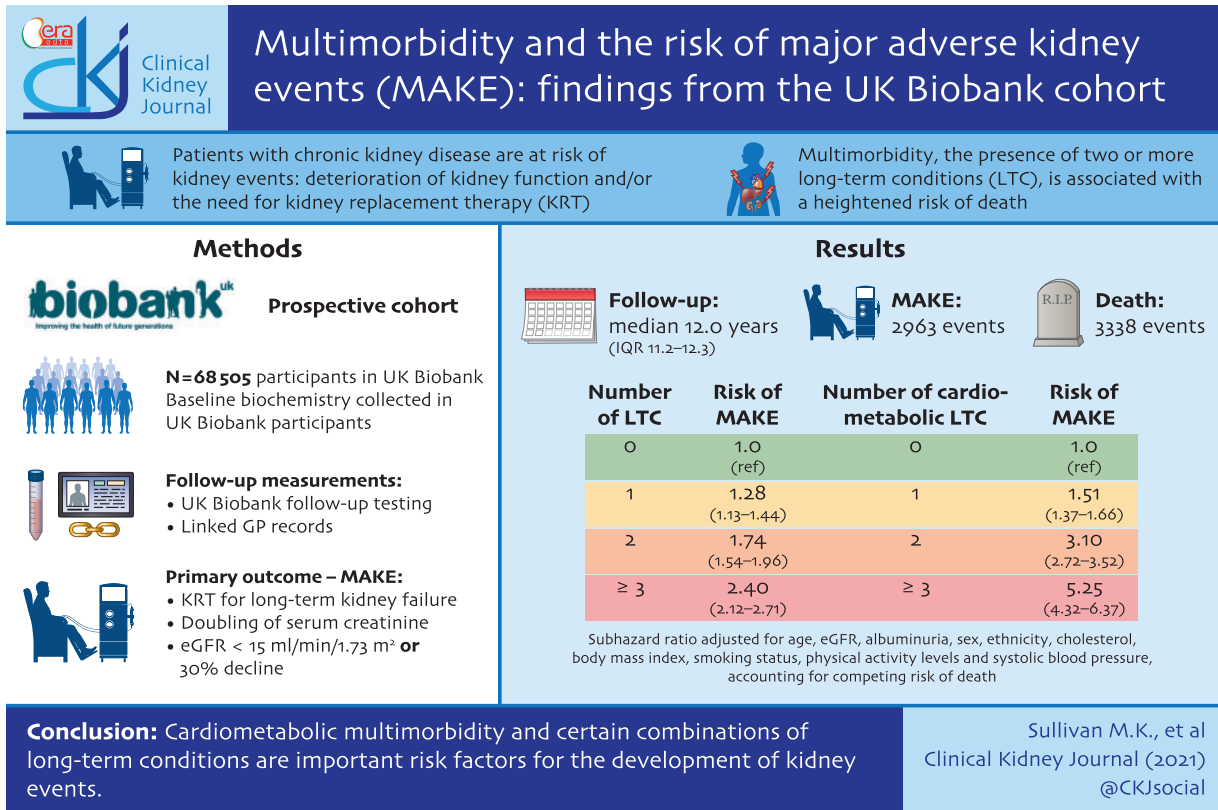 era
edta
ckj
Clinical
Kidney
Journal
Multimorbidity and the risk of major adverse kidney
events (MAKE): findings from the UK Biobank cohort
Patients with chronic kidney disease are at risk of
kidney events: deterioration of kidney function and/or
the need for kidney replacement therapy (KRT)
Multimorbidity, the presence of two or more
long-term conditions (LTC), is associated with
a heightened risk of death
Methods
biobank uk
Improving the health of future generations
Prospective cohort
N = 68 505 participants in UK Biobank
Baseline biochemistry collected in
UK Biobank participants
Follow-up measurements:
• UK Biobank follow-up testing
• Linked GP records
Primary outcome – MAKE:
• KRT for long-term kidney failure
• Doubling of serum creatinine
• eGFR < 15 ml/min/1.73 m² or
30% decline
Results
Follow-up:
median 12.0 years
(IQR 11.2–12.3)
MAKE:
2963 events
R.I.P.
Death:
3338 events
Number of LTC Risk of MAKE Number of cardio-metabolic LTC Risk of MAKE
0 1.0 0 1.0
(ref) (ref)
1 1.28 1 1.51
(1.13–1.44) (1.37–1.66)
2 1.74 2 3.10
(1.54–1.96) (2.72–3.52)
≥ 3 2.40 ≥ 3 5.25
(2.12–2.71) (4.32–6.37)
Subhazard ratio adjusted for age, eGFR, albuminuria, sex, ethnicity, cholesterol,
body mass index, smoking status, physical activity levels and systolic blood pressure,
accounting for competing risk of death
Conclusion: Cardiometabolic multimorbidity and certain combinations of
long-term conditions are important risk factors for the development of kidney
events.
Sullivan M.K., et al
Clinical Kidney Journal (2021)
@CKJsocial